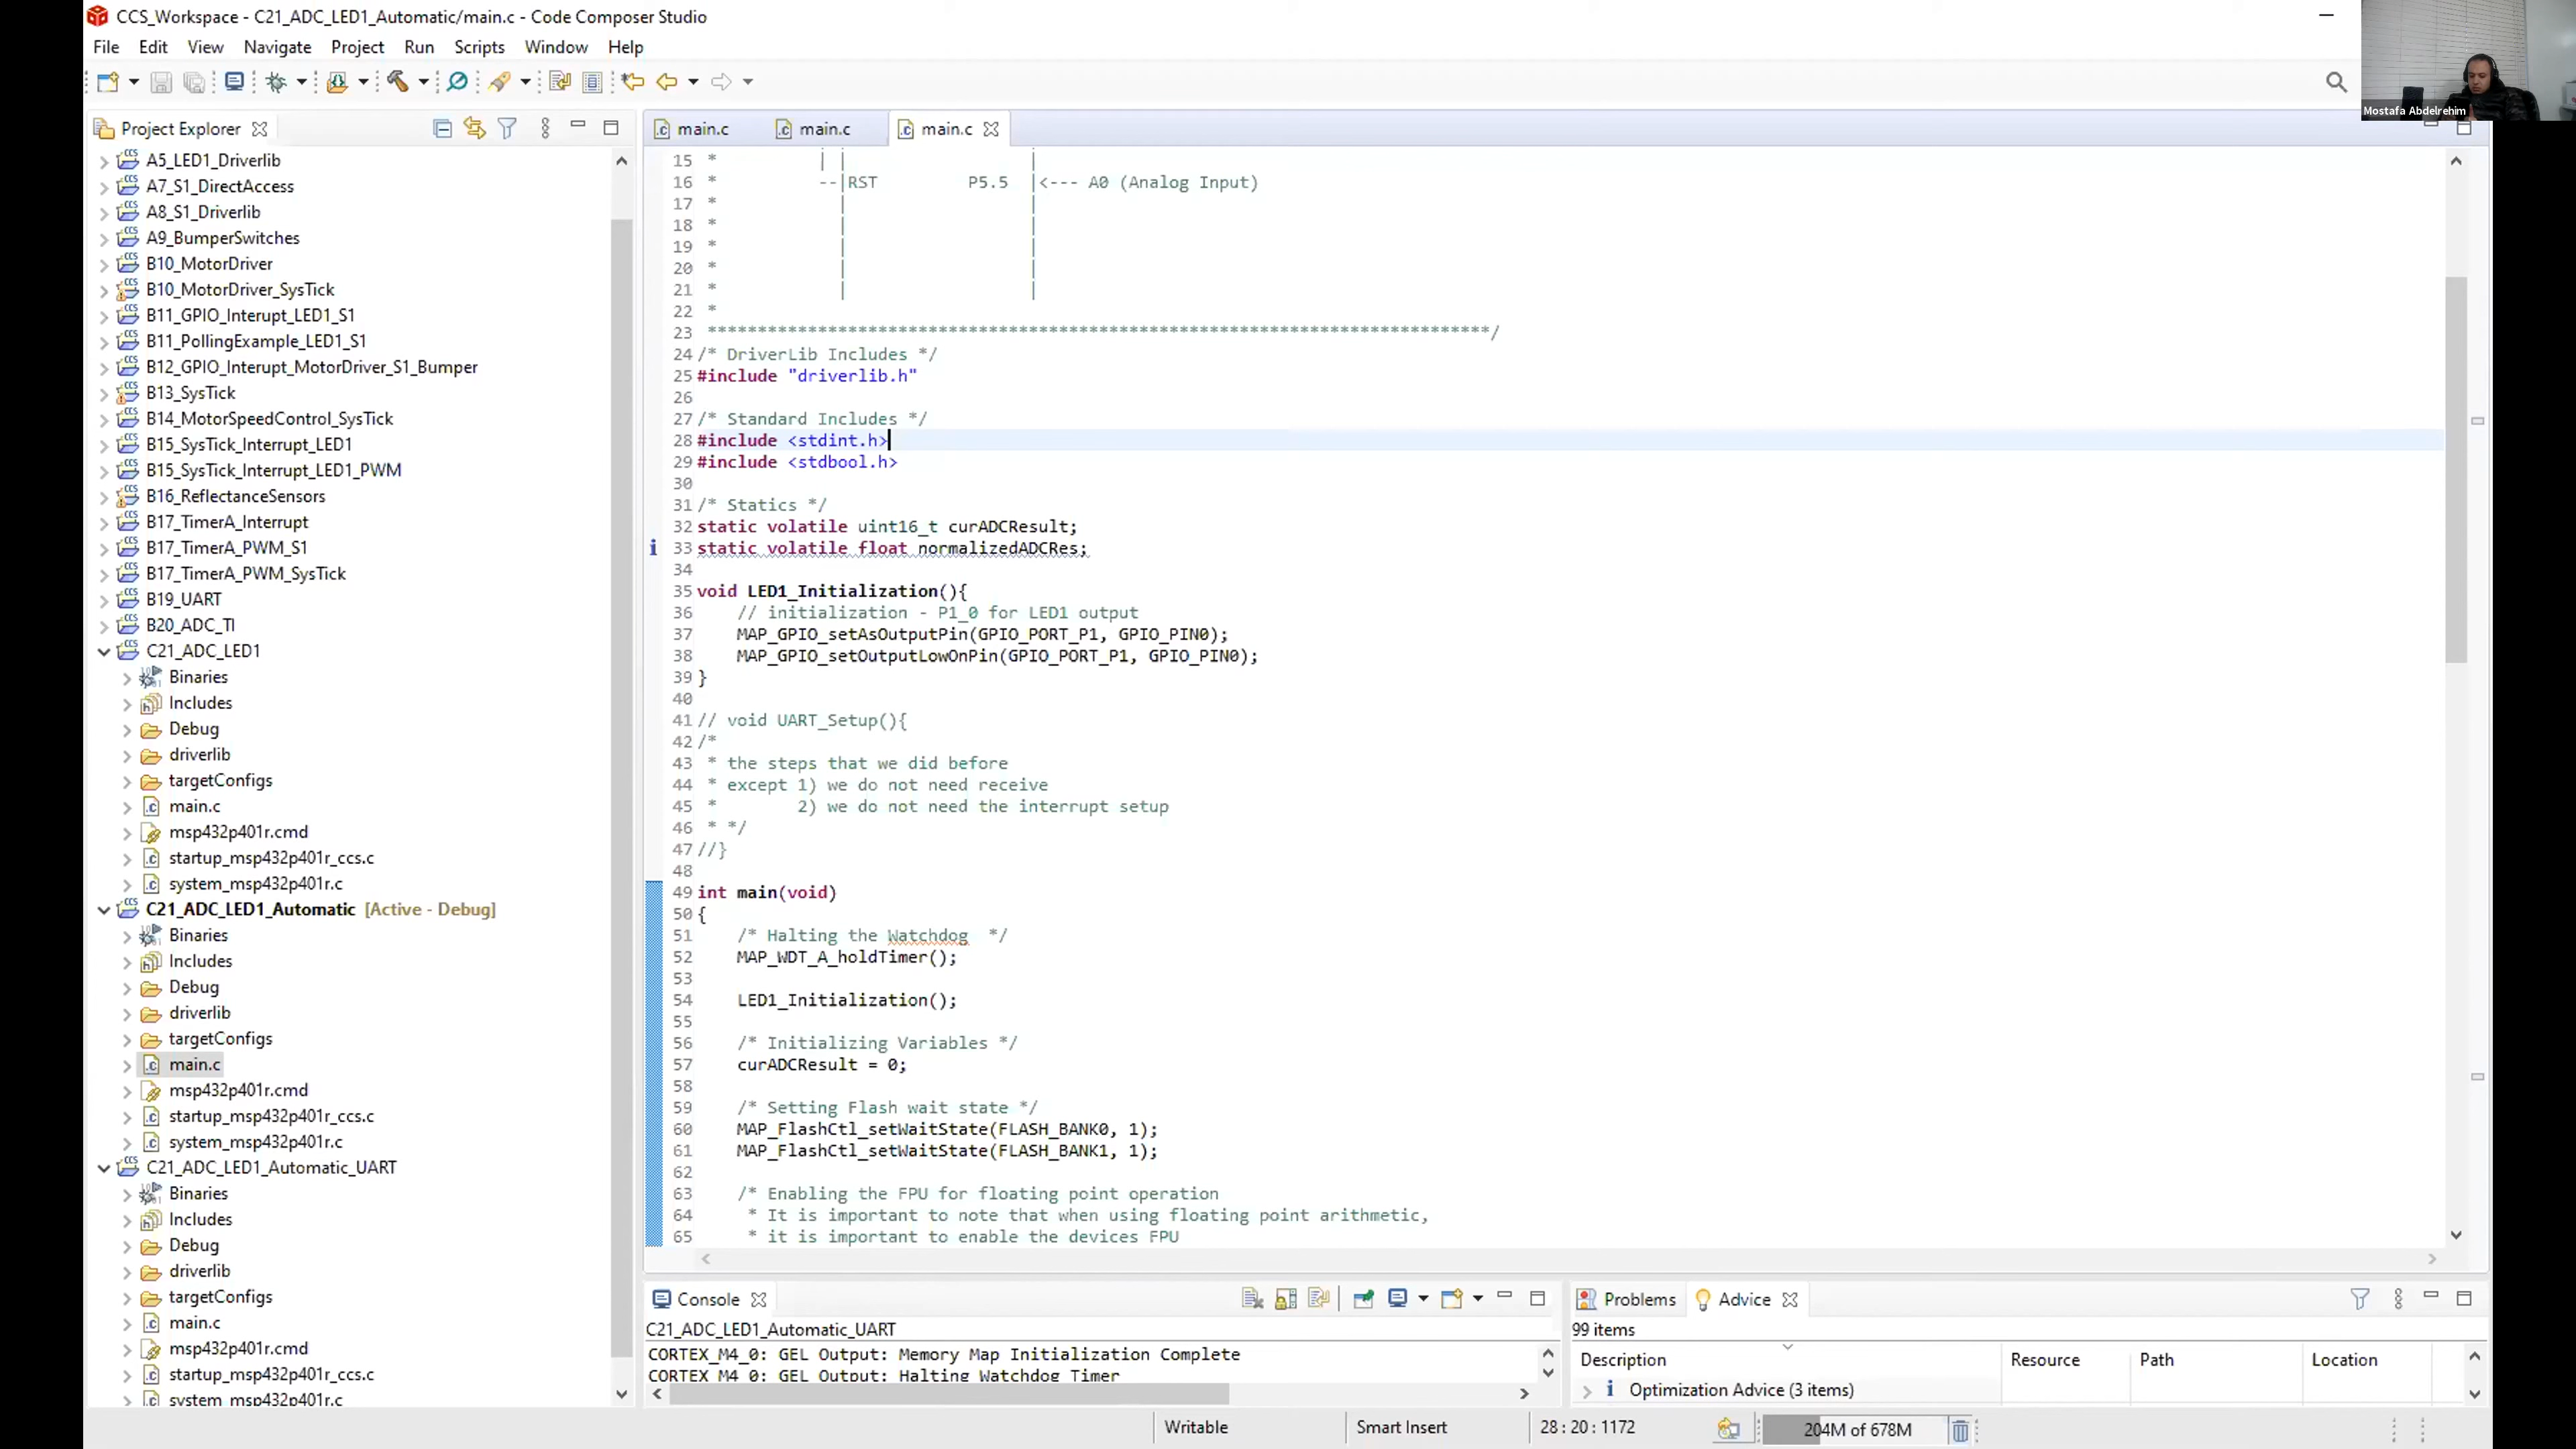 CCS_Workspace - C21_ADC_LED1_Automatic/main.c - Code Composer Studio
File Edit View Navigate Project Run Scripts Window Help
Mostafa Abdelrehim
Project Explorer
A5_LED1_Driverlib
A7_S1_DirectAccess
A8_S1_Driverlib
A9_BumperSwitches
B10_MotorDriver
B10_MotorDriver_SysTick
B11_GPIO_Interupt_LED1_S1
B11_PollingExample_LED1_S1
B12_GPIO_Interupt_MotorDriver_S1_Bumper
B13_SysTick
B14_MotorSpeedControl_SysTick
B15_SysTick_Interrupt_LED1
B15_SysTick_Interrupt_LED1_PWM
B16_ReflectanceSensors
B17_TimerA_Interrupt
B17_TimerA_PWM_S1
B17_TimerA_PWM_SysTick
B19_UART
B20_ADC_TI
C21_ADC_LED1
Binaries
Includes
Debug
driverlib
targetConfigs
main.c
msp432p401r.cmd
startup_msp432p401r_ccs.c
system_msp432p401r.c
C21_ADC_LED1_Automatic [Active - Debug]
Binaries
Includes
Debug
driverlib
targetConfigs
main.c
msp432p401r.cmd
startup_msp432p401r_ccs.c
system_msp432p401r.c
C21_ADC_LED1_Automatic_UART
Binaries
Includes
Debug
driverlib
targetConfigs
main.c
msp432p401r.cmd
startup_msp432p401r_ccs.c
system_msp432p401r.c
main.c main.c main.c
15 * | | |
16 * --|RST P5.5 |<--- A0 (Analog Input)
17 * | |
18 * | |
19 * | |
20 * | |
21 * | |
22 *
23 ******************************************************************************/
24 /* DriverLib Includes */
25 #include "driverlib.h"
26
27 /* Standard Includes */
28 #include <stdint.h>
29 #include <stdbool.h>
30
31 /* Statics */
32 static volatile uint16_t curADCResult;
33 static volatile float normalizedADCRes;
34
35 void LED1_Initialization(){
36 // initialization - P1_0 for LED1 output
37 MAP_GPIO_setAsOutputPin(GPIO_PORT_P1, GPIO_PIN0);
38 MAP_GPIO_setOutputLowOnPin(GPIO_PORT_P1, GPIO_PIN0);
39 }
40
41 // void UART_Setup(){
42 /*
43 * the steps that we did before
44 * except 1) we do not need receive
45 * 2) we do not need the interrupt setup
46 * */
47 //}
48
49 int main(void)
50 {
51 /* Halting the Watchdog */
52 MAP_WDT_A_holdTimer();
53
54 LED1_Initialization();
55
56 /* Initializing Variables */
57 curADCResult = 0;
58
59 /* Setting Flash wait state */
60 MAP_FlashCtl_setWaitState(FLASH_BANK0, 1);
61 MAP_FlashCtl_setWaitState(FLASH_BANK1, 1);
62
63 /* Enabling the FPU for floating point operation
64 * It is important to note that when using floating point arithmetic,
65 * it is important to enable the devices FPU
Console
C21_ADC_LED1_Automatic_UART
CORTEX_M4_0: GEL Output: Memory Map Initialization Complete
CORTEX_M4_0: GEL Output: Halting Watchdog Timer
Problems Advice
99 items
Description Resource Path Location
Optimization Advice (3 items)
Writable Smart Insert 28 : 20 : 1172 204M of 678M